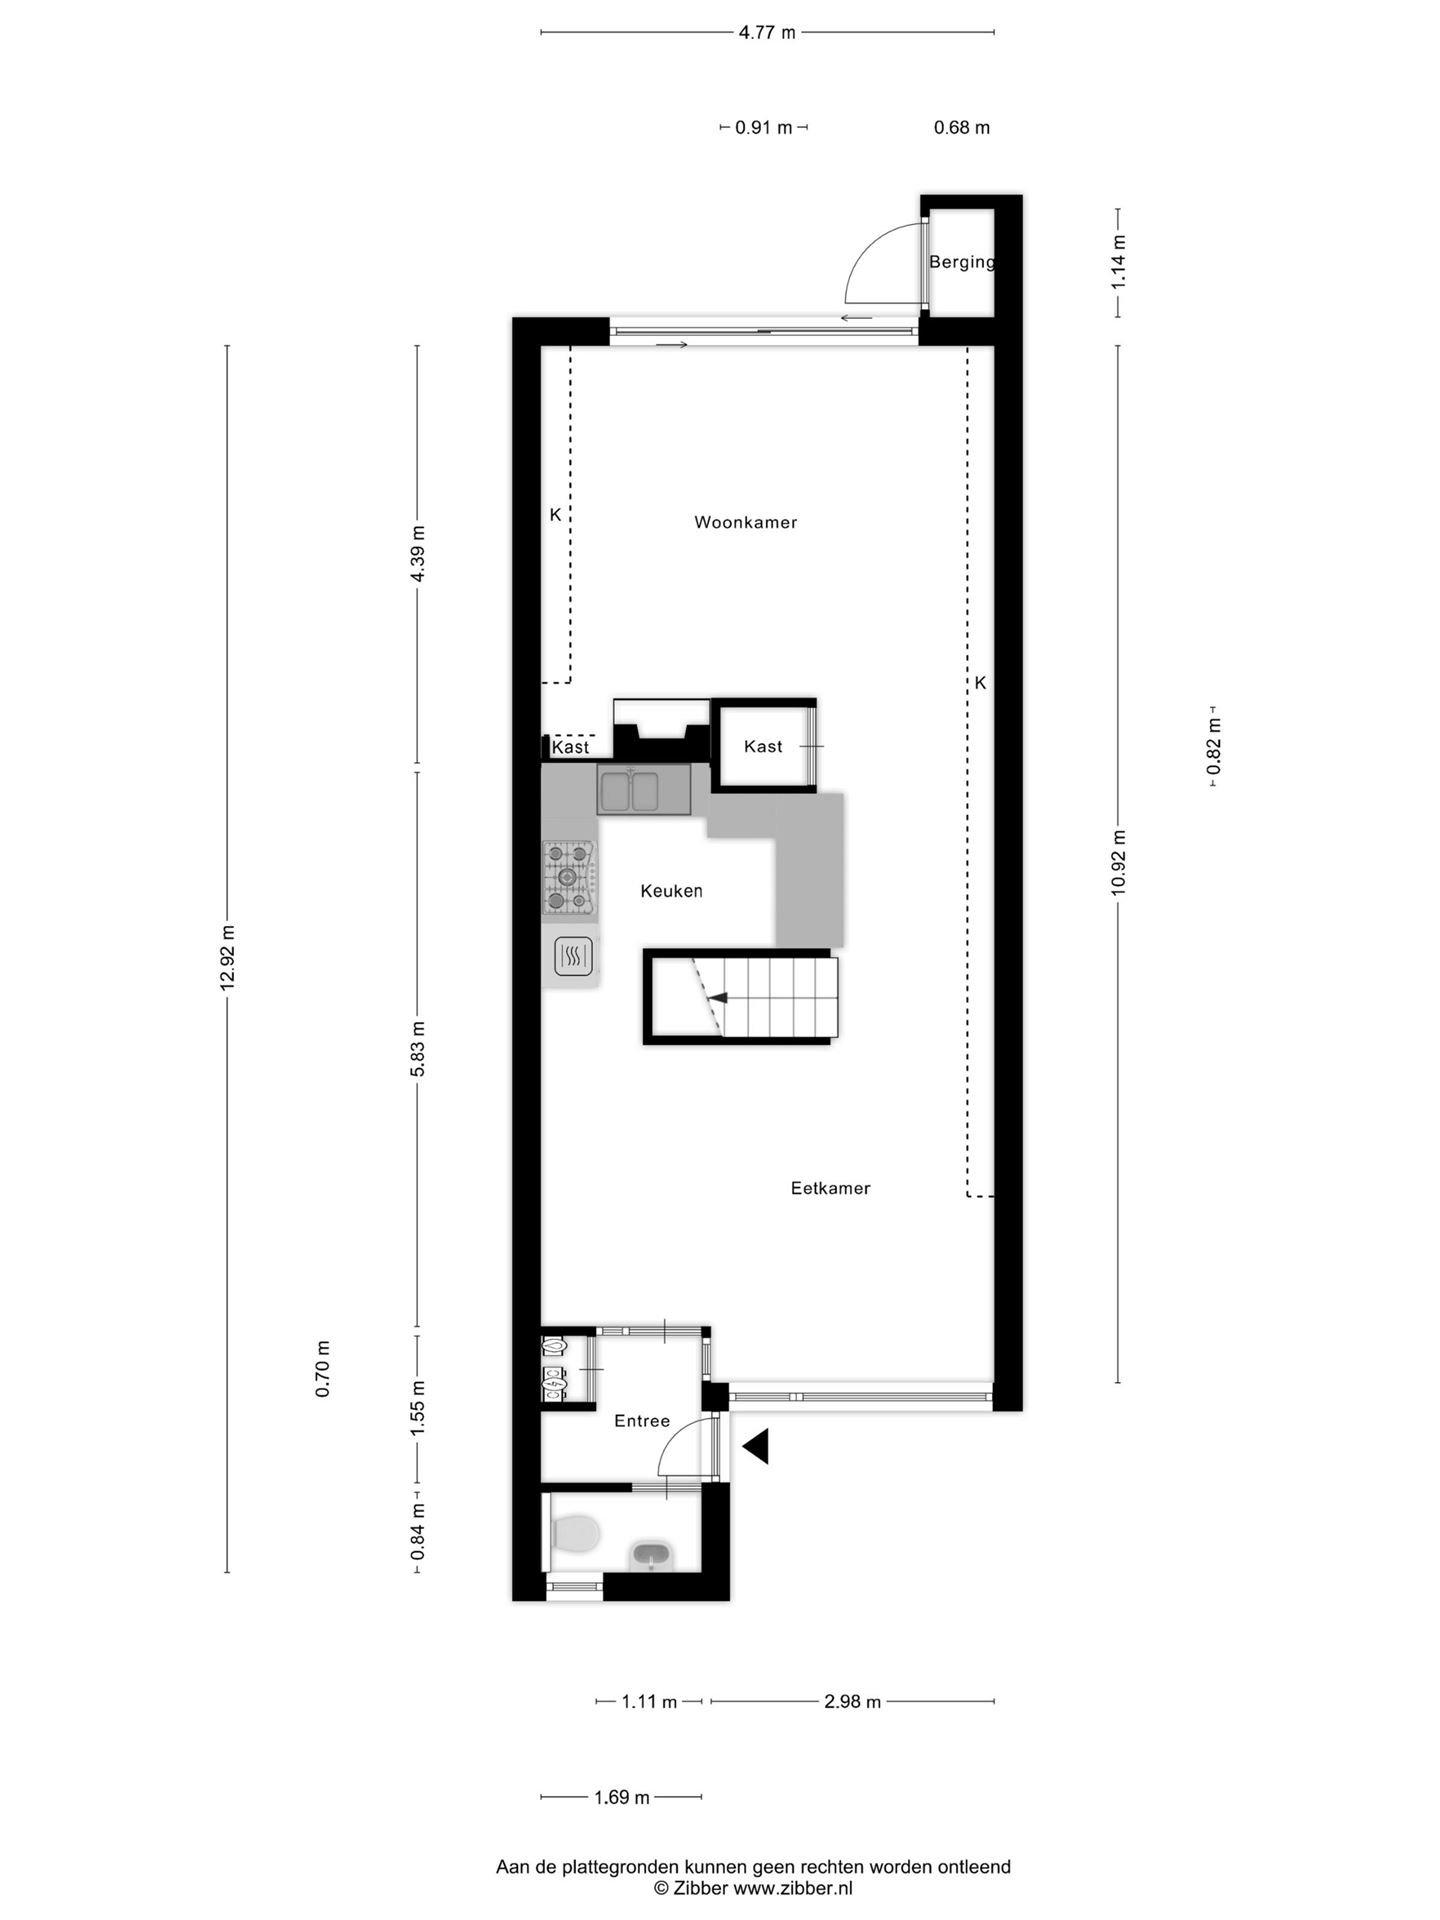 4.77 m
0.91 m
0.68 m
Berging
1.14 m
K
Woonkamer
4.39 m
K
Kast
Kast
0.82 m
10.92 m
Keuken
12.92 m
5.83 m
Eetkamer
0.70 m
1.55 m
Entree
0.84 m
1.11 m
2.98 m
1.69 m
Aan de plattegronden kunnen geen rechten worden ontleend
© Zibber www.zibber.nl